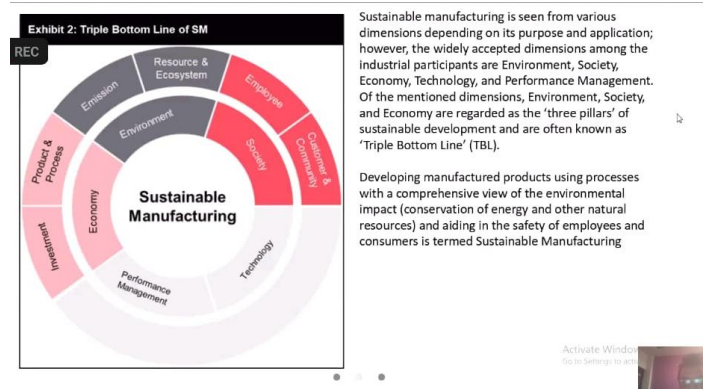 Exhibit 2: Triple Bottom Line of SM
REC
Resource &
Ecosystem
Emission
Employee
Environment
Society
Customer &
Community
Product &
Process
Economy
Investment
Sustainable
Manufacturing
Performance
Management
Technology
Sustainable manufacturing is seen from various
dimensions depending on its purpose and application;
however, the widely accepted dimensions among the
industrial participants are Environment, Society,
Economy, Technology, and Performance Management.
Of the mentioned dimensions, Environment, Society,
and Economy are regarded as the ‘three pillars’ of
sustainable development and are often known as
‘Triple Bottom Line’ (TBL).
Developing manufactured products using processes
with a comprehensive view of the environmental
impact (conservation of energy and other natural
resources) and aiding in the safety of employees and
consumers is termed Sustainable Manufacturing
Activate Window
Go to Settings to